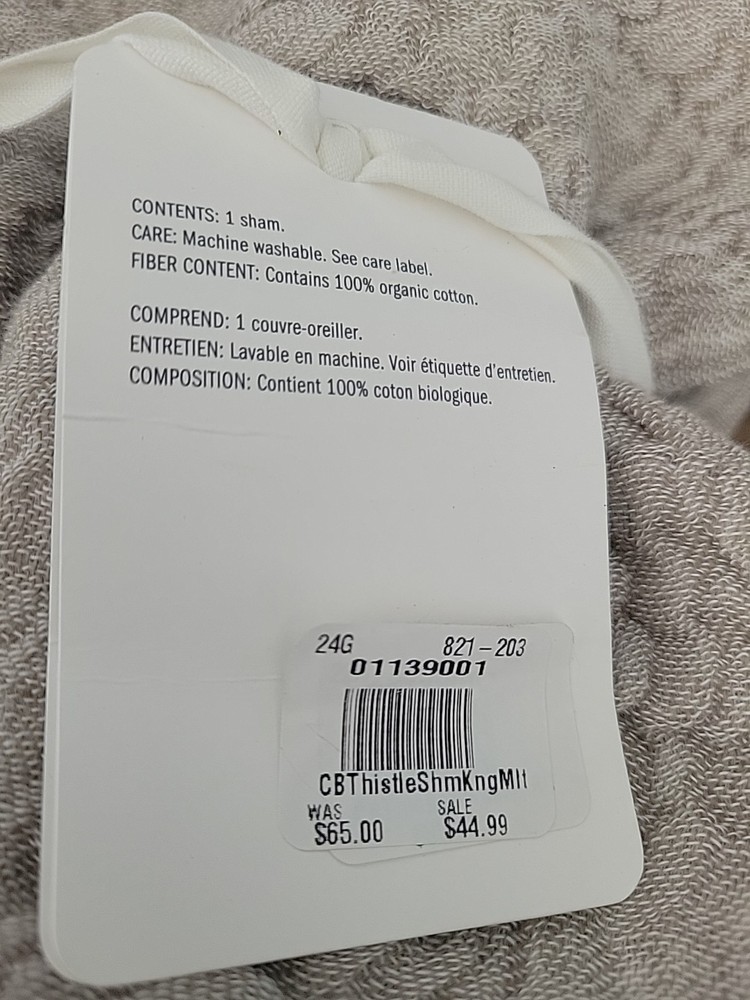 CONTENTS: 1 sham.
CARE: Machine washable. See care label.
FIBER CONTENT: Contains 100% organic cotton.
COMPREND: 1 couvre-oreiller.
ENTRETIEN: Lavable en machine. Voir étiquette d'entretien.
COMPOSITION: Contient 100% coton biologique.
24G 821-203
01139001
CBThistleShmKngMlt
WAS SALE
$65.00 $44.99